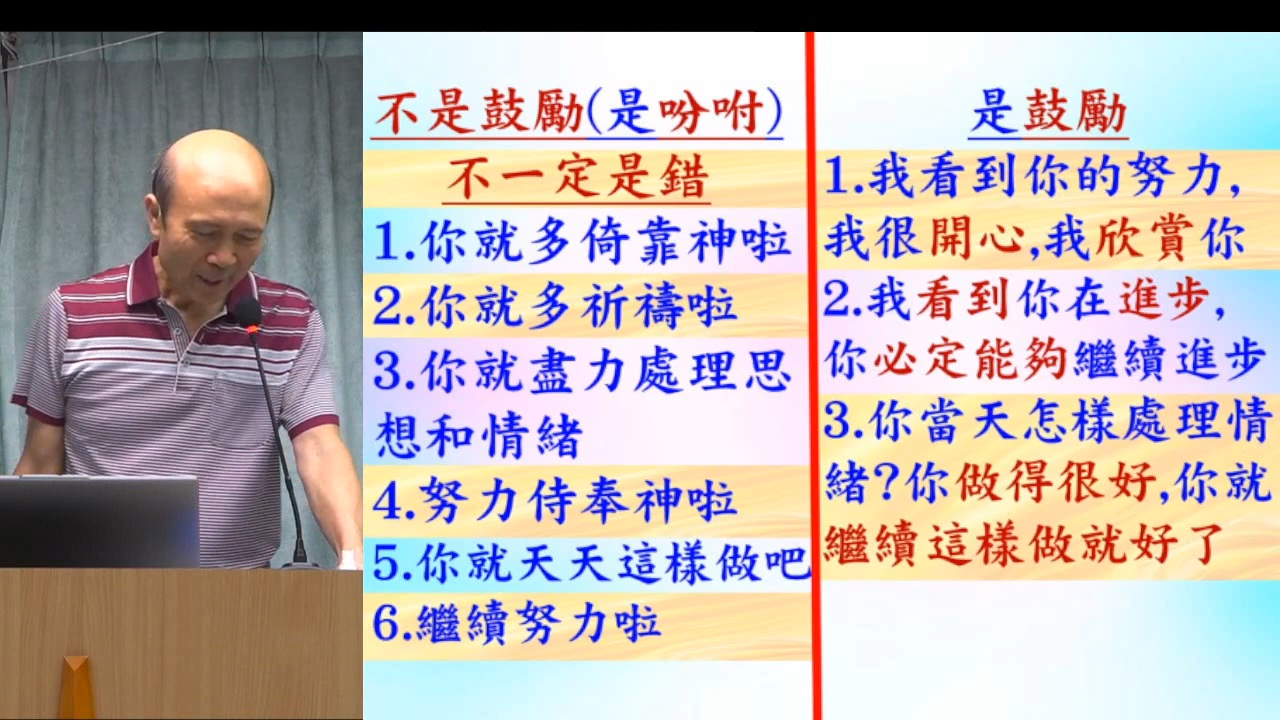 不是鼓勵(是吩咐)
不一定是錯
1.你就多倚靠神啦
2.你就多祈禱啦
3.你就盡力處理思
想和情緒
4.努力侍奉神啦
5.你就天天這樣做吧
6.繼續努力啦
是鼓勵
1.我看到你的努力,
我很開心,我欣賞你
2.我看到你在進步,
你必定能夠繼續進步
3.你當天怎樣處理情
緒?你做得很好,你就
繼續這樣做就好了